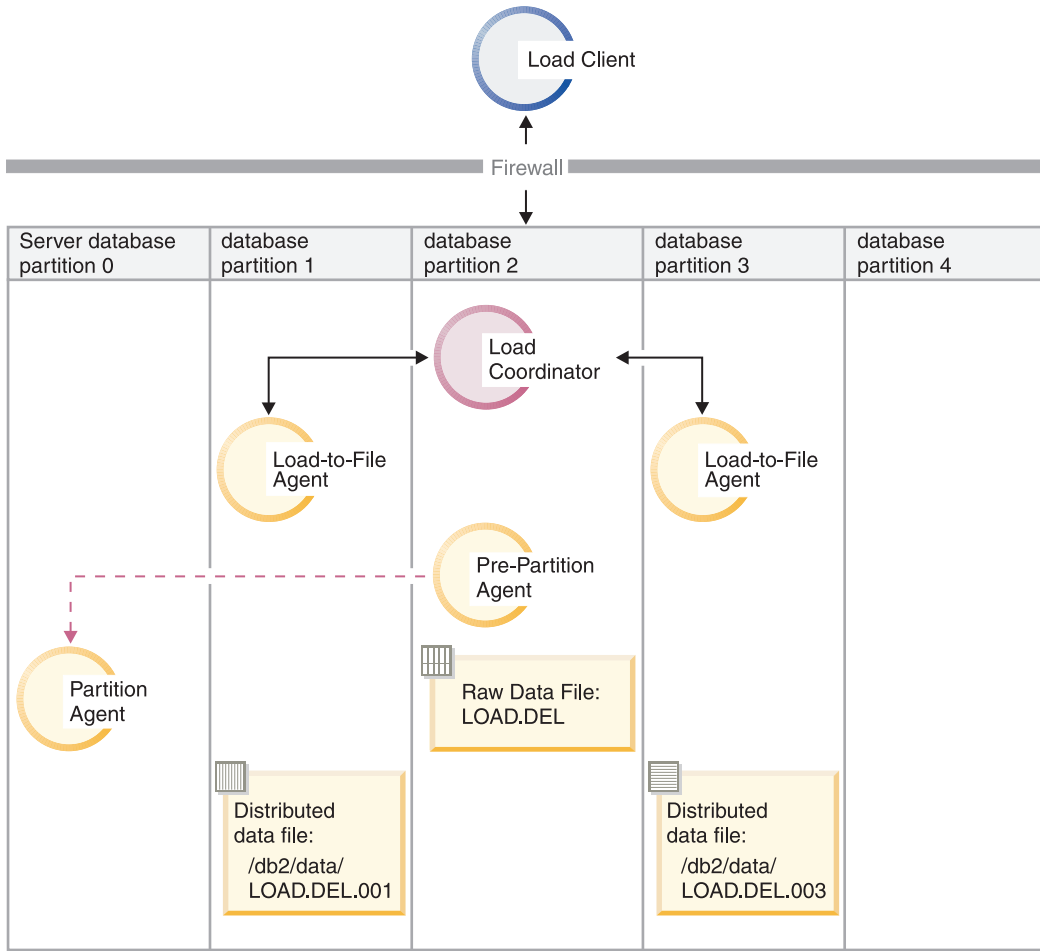 Load Client
Firewall
Server database
partition 0
database
partition 1
database
partition 2
database
partition 3
database
partition 4
Load
Coordinator
Load-to-File
Agent
Load-to-File
Agent
Pre-Partition
Agent
Partition
Agent
Raw Data File:
LOAD.DEL
Distributed
data file:
/db2/data/
LOAD.DEL.001
Distributed
data file:
/db2/data/
LOAD.DEL.003